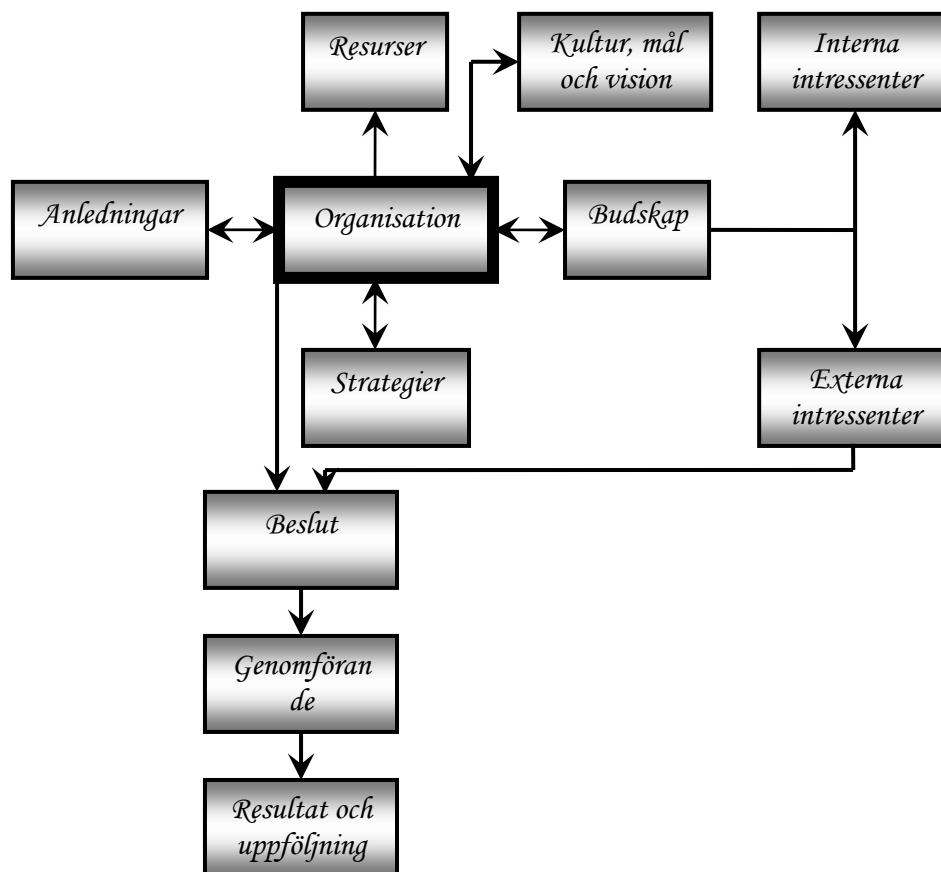 Resurser
Kultur, mål
och vision
Interna
intressenter
Anledningar
Organisation
Budskap
Strategier
Externa
intressenter
Beslut
Genomföran
de
Resultat och
uppföljning